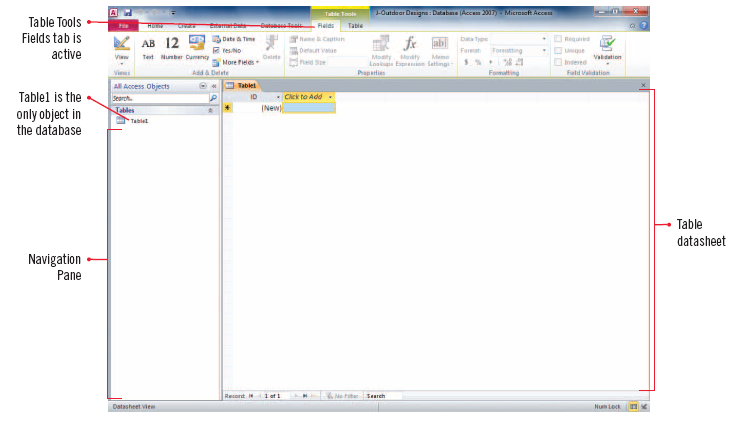 Table Tools
Fields tab is
active
Table1 is the
only object in
the database
Navigation
Pane
Table
datasheet
Table Tools
J-Outdoor Designs : Database (Access 2007) - Microsoft Access
File Home Create External Data Database Tools Fields Table
View
Views
AB
Text
12
Number
Currency
Date & Time
Yes/No
More Fields
Delete
Add & Delete
Name & Caption
Default Value
Field Size
Modify
Lookups
fx
Modify
Expression
ab
Memo
Settings
Properties
Data Type:
Format: Formatting
$ %
Formatting
Required
Unique
Indexed
Validation
Field Validation
All Access Objects
Search...
Tables
Table1
Table1
ID Click to Add
(New)
Record: 1 of 1 No Filter Search
Datasheet View
Num Lock